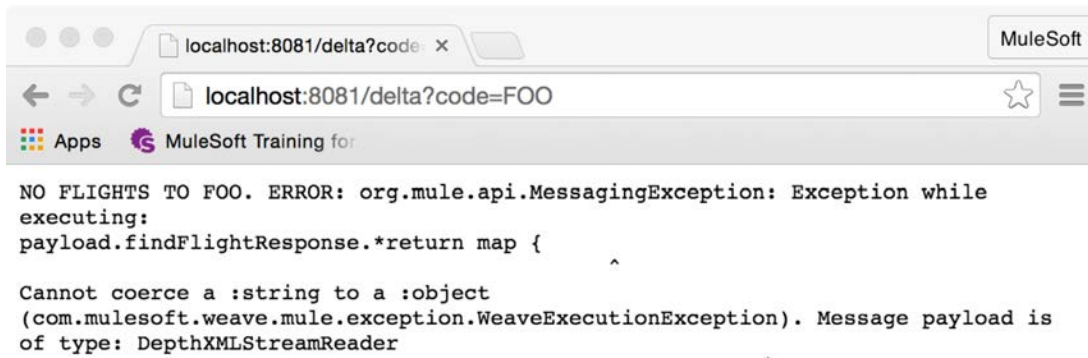 localhost:8081/delta?code=
MuleSoft
localhost:8081/delta?code=FOO
Apps
MuleSoft Training for
NO FLIGHTS TO FOO. ERROR: org.mule.api.MessagingException: Exception while
executing:
payload.findFlightResponse.*return map {
^
Cannot coerce a :string to a :object
(com.mulesoft.weave.mule.exception.WeaveExecutionException). Message payload is
of type: DepthXMLStreamReader